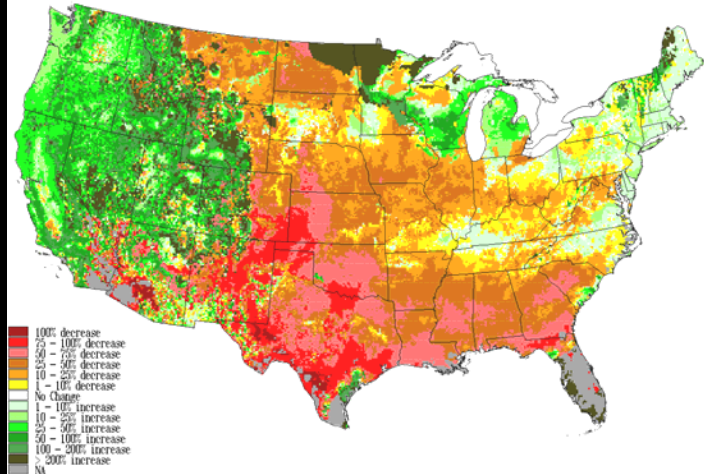 100% decrease
75 - 100% decrease
50 - 75% decrease
25 - 50% decrease
10 - 25% decrease
1 - 10% decrease
No Change
1 - 10% increase
10 - 25% increase
25 - 50% increase
50 - 100% increase
100 - 200% increase
> 200% increase
NA